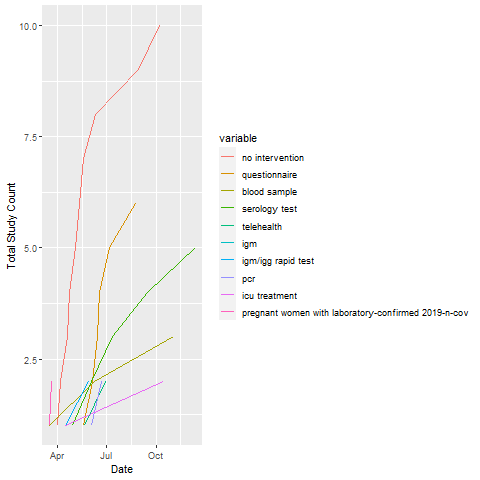 10.0
7.5
5.0
2.5
Total Study Count
Apr
Jul
Oct
Date
variable
no intervention
questionnaire
blood sample
serology test
telehealth
igm
igm/igg rapid test
pcr
icu treatment
pregnant women with laboratory-confirmed 2019-n-cov